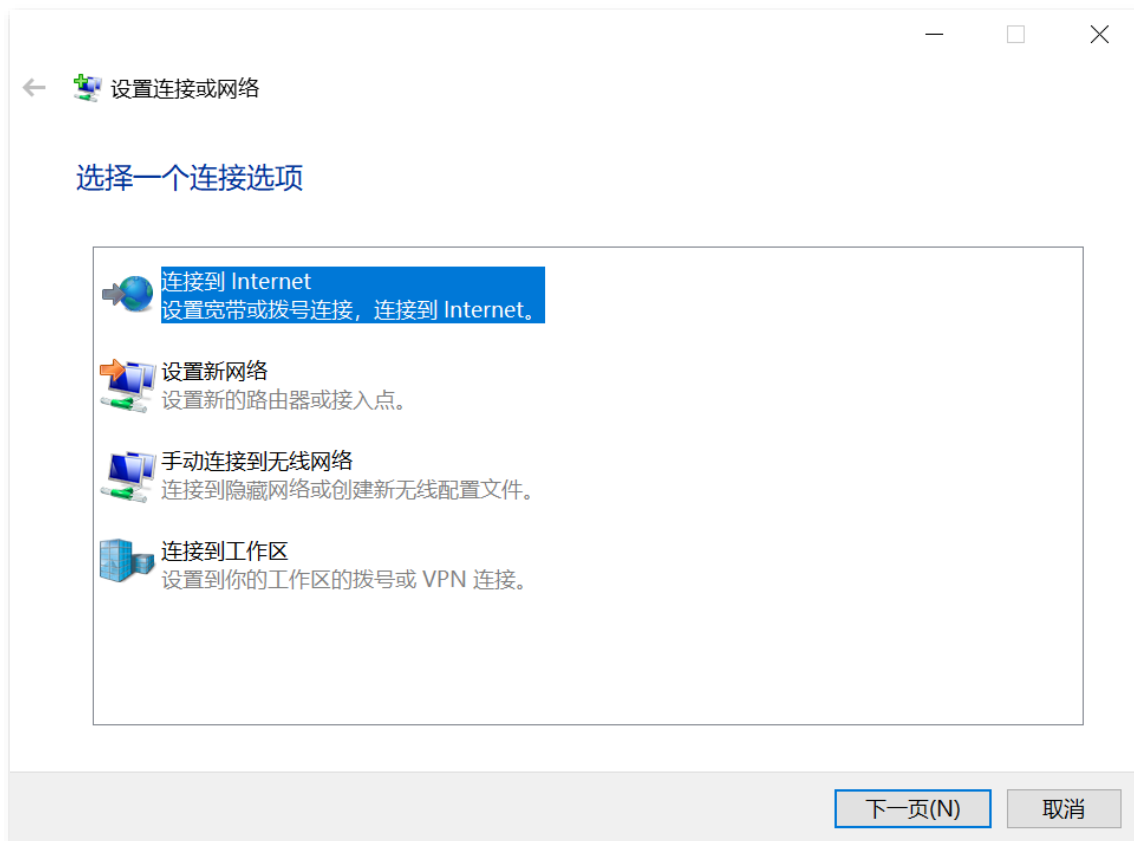 设置连接或网络
选择一个连接选项
连接到 Internet
设置宽带或拨号连接，连接到 Internet。
设置新网络
设置新的路由器或接入点。
手动连接到无线网络
连接到隐藏网络或创建新无线配置文件。
连接到工作区
设置到你的工作区的拨号或 VPN 连接。
下一页(N)
取消